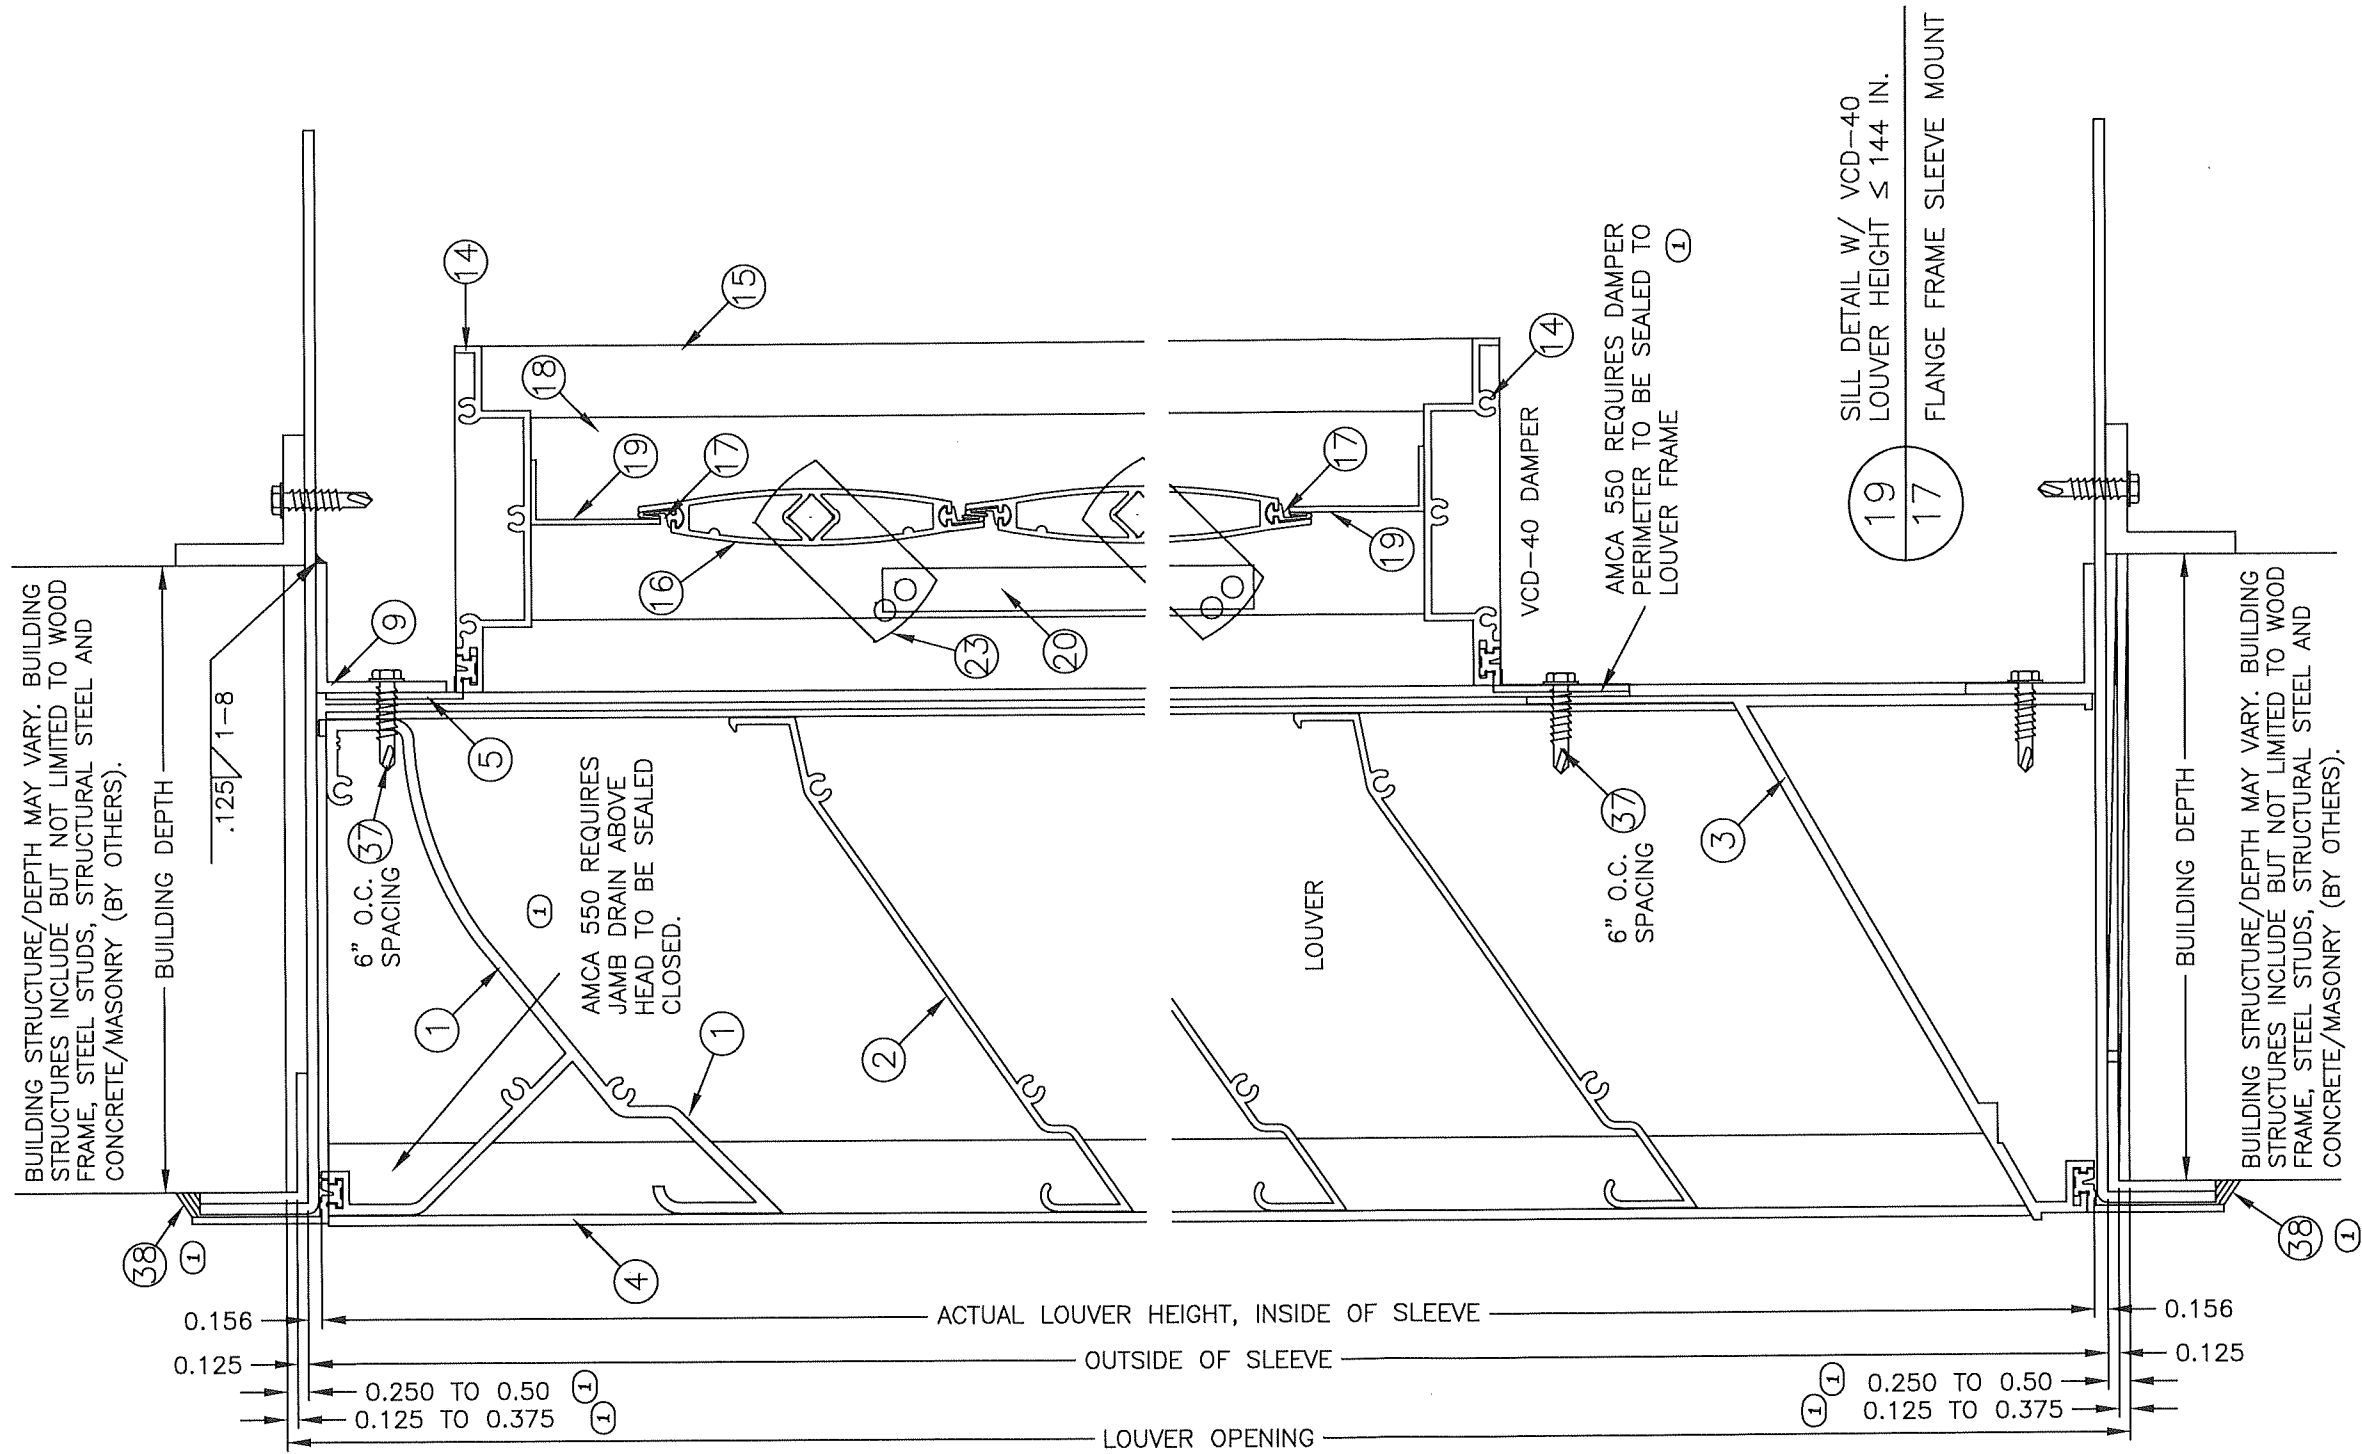 BUILDING STRUCTURE/DEPTH MAY VARY. BUILDING
STRUCTURES INCLUDE BUT NOT LIMITED TO WOOD
FRAME, STEEL STUDS, STRUCTURAL STEEL AND
CONCRETE/MASONRY (BY OTHERS).
BUILDING DEPTH
.125 1-8
38
1
9
37
6" O.C.
SPACING
5
1
1
AMCA 550 REQUIRES
JAMB DRAIN ABOVE
HEAD TO BE SEALED
CLOSED.
1
4
2
14
15
18
19
17
16
23
20
17
19
14
VCD-40 DAMPER
AMCA 550 REQUIRES DAMPER
PERIMETER TO BE SEALED TO
LOUVER FRAME
1
LOUVER
37
6" O.C.
SPACING
3
SILL DETAIL W/ VCD-40
LOUVER HEIGHT ≤ 144 IN.
19
17
FLANGE FRAME SLEEVE MOUNT
BUILDING DEPTH
BUILDING STRUCTURE/DEPTH MAY VARY. BUILDING
STRUCTURES INCLUDE BUT NOT LIMITED TO WOOD
FRAME, STEEL STUDS, STRUCTURAL STEEL AND
CONCRETE/MASONRY (BY OTHERS).
38
1
0.156
ACTUAL LOUVER HEIGHT, INSIDE OF SLEEVE
0.156
0.125
OUTSIDE OF SLEEVE
0.125
0.250 TO 0.50 1
1 0.250 TO 0.50
0.125 TO 0.375 1
1 0.125 TO 0.375
LOUVER OPENING